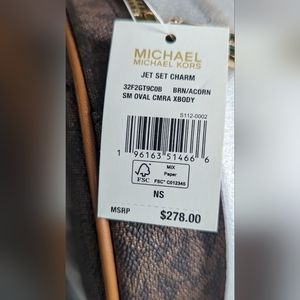 MICHAEL
MICHAEL KORS
JET SET CHARM
32F2GT9C0B BRN/ACORN
SM OVAL CMRA XBODY
S112-0002
1 96163 51466 6
MIX
Paper
FSC
FSC® C012345
NS
MSRP $278.00